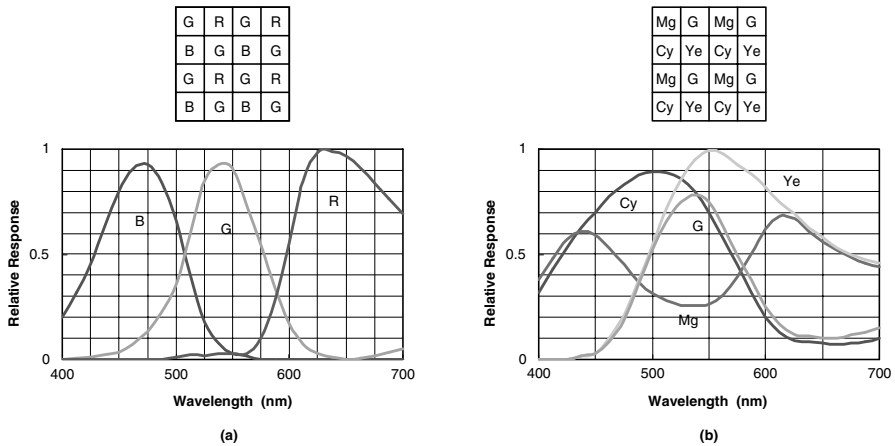 G R G R
B G B G
G R G R
B G B G
1
0.5
0
400 500 600 700
B
G
R
Relative Response
Wavelength (nm)
(a)
Mg G Mg G
Cy Ye Cy Ye
Mg G Mg G
Cy Ye Cy Ye
1
0.5
0
400 500 600 700
Cy
G
Ye
Mg
Relative Response
Wavelength (nm)
(b)